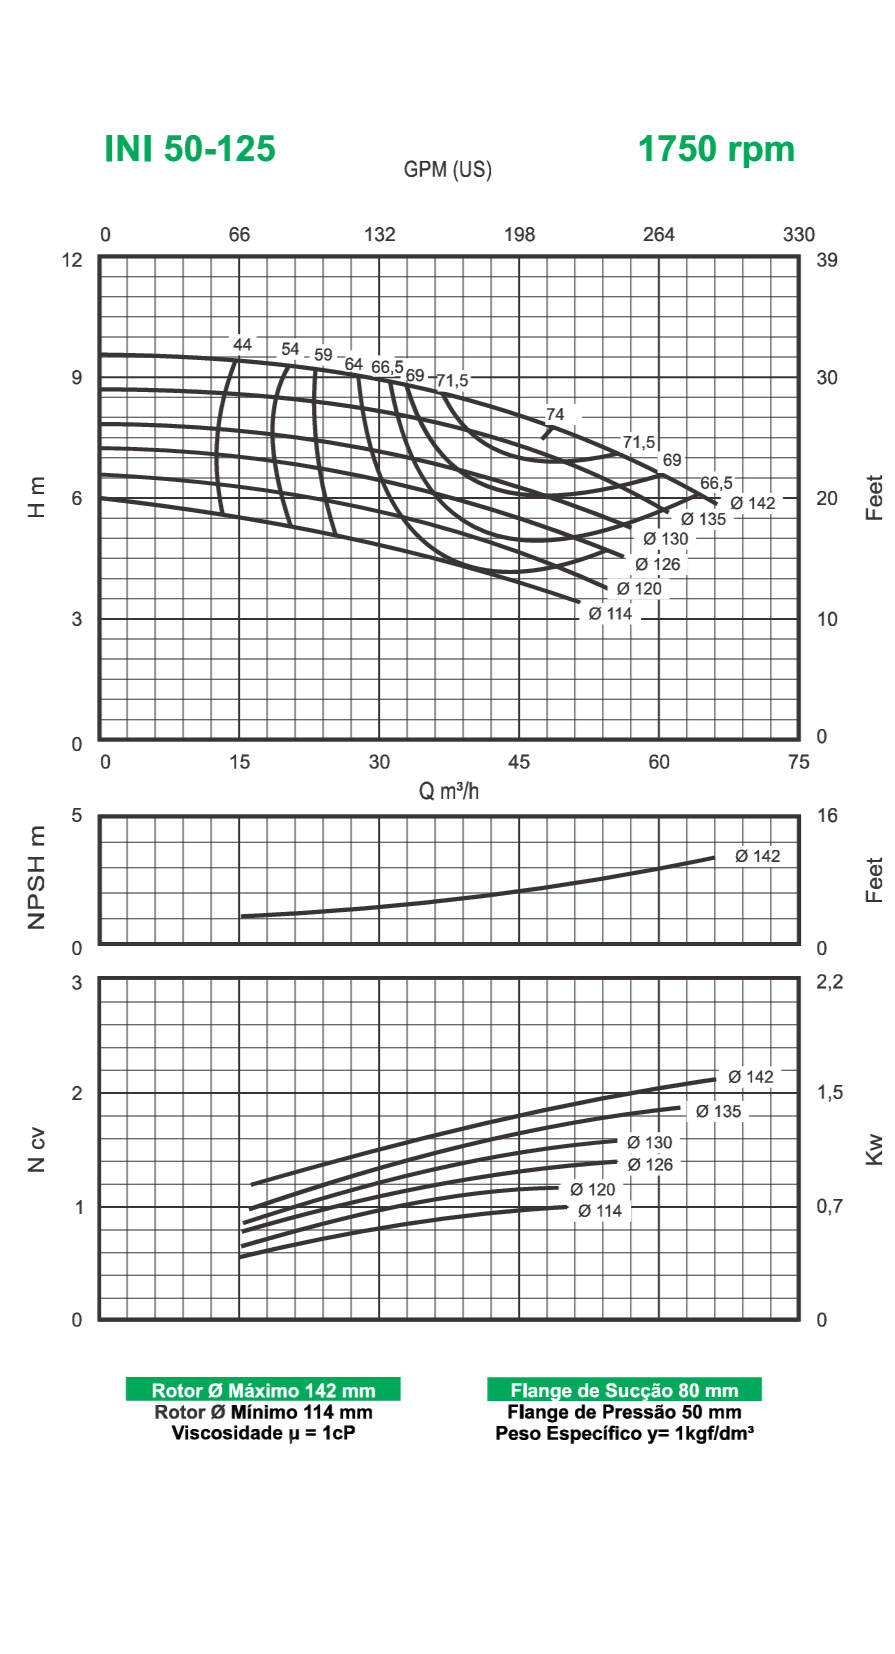 INI 50-125 1750 rpm
GPM (US)
0 66 132 198 264 330
12 39
44
54
59
64 66,5 69 71,5
9 30
74
71,5
69
66,5
6 20
Ø 142
Ø 135
Ø 130
Ø 126
Ø 120
Ø 114
H m
Feet
3 10
0 0
0 15 30 45 60 75
Q m³/h
5 16
NPSH m
Feet
Ø 142
0 0
3 2,2
Ø 142
2 1,5
Ø 135
Ø 130
Ø 126
Ø 120
Ø 114
N cv
Kw
1 0,7
0 0
Rotor Ø Máximo 142 mm Flange de Sucção 80 mm
Rotor Ø Mínimo 114 mm Flange de Pressão 50 mm
Viscosidade μ = 1cP Peso Específico y= 1kgf/dm³